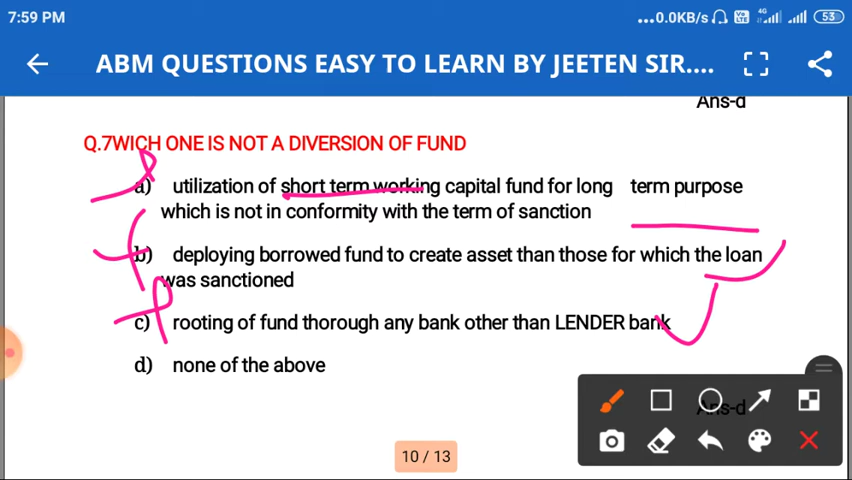 7:59 PM ...0.0KB/s Vo LTE 4G 53
ABM QUESTIONS EASY TO LEARN BY JEETEN SIR....
Ans-d
Q.7WICH ONE IS NOT A DIVERSION OF FUND
a) utilization of short term working capital fund for long term purpose
which is not in conformity with the term of sanction
b) deploying borrowed fund to create asset than those for which the loan
was sanctioned
c) rooting of fund thorough any bank other than LENDER bank
d) none of the above
Ans-d
10 / 13